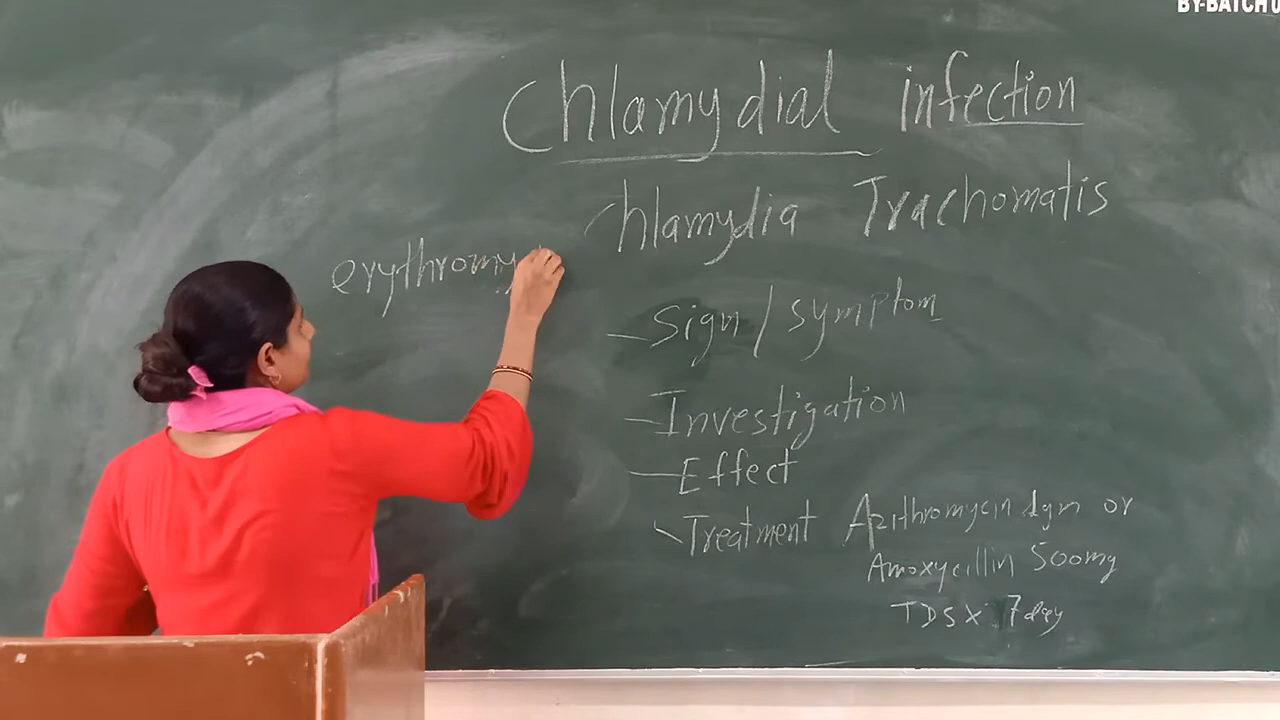 BY-BATCH
Chlamydial infection
Chlamydia Trachomatis
erythromy
- Sign / symptom
- Investigation
- Effect
- Treatment Azithromycin 1gm or
Amoxycillin 500mg
TDS X 7 day